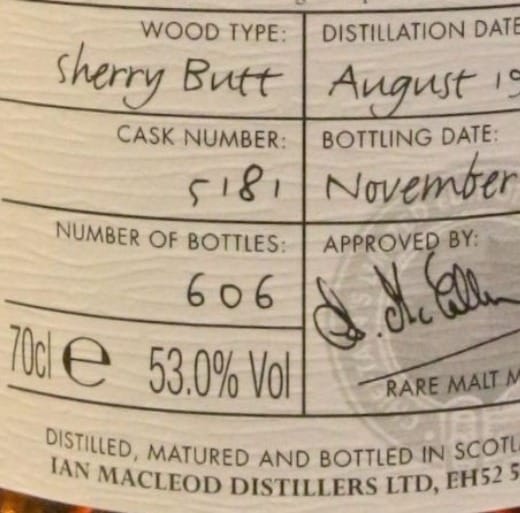 WOOD TYPE: DISTILLATION DATE
Sherry Butt August 19
CASK NUMBER: BOTTLING DATE:
5181 November
NUMBER OF BOTTLES: APPROVED BY:
606
70cl e 53.0% Vol
RARE MALT M
DISTILLED, MATURED AND BOTTLED IN SCOTL
IAN MACLEOD DISTILLERS LTD, EH52 5